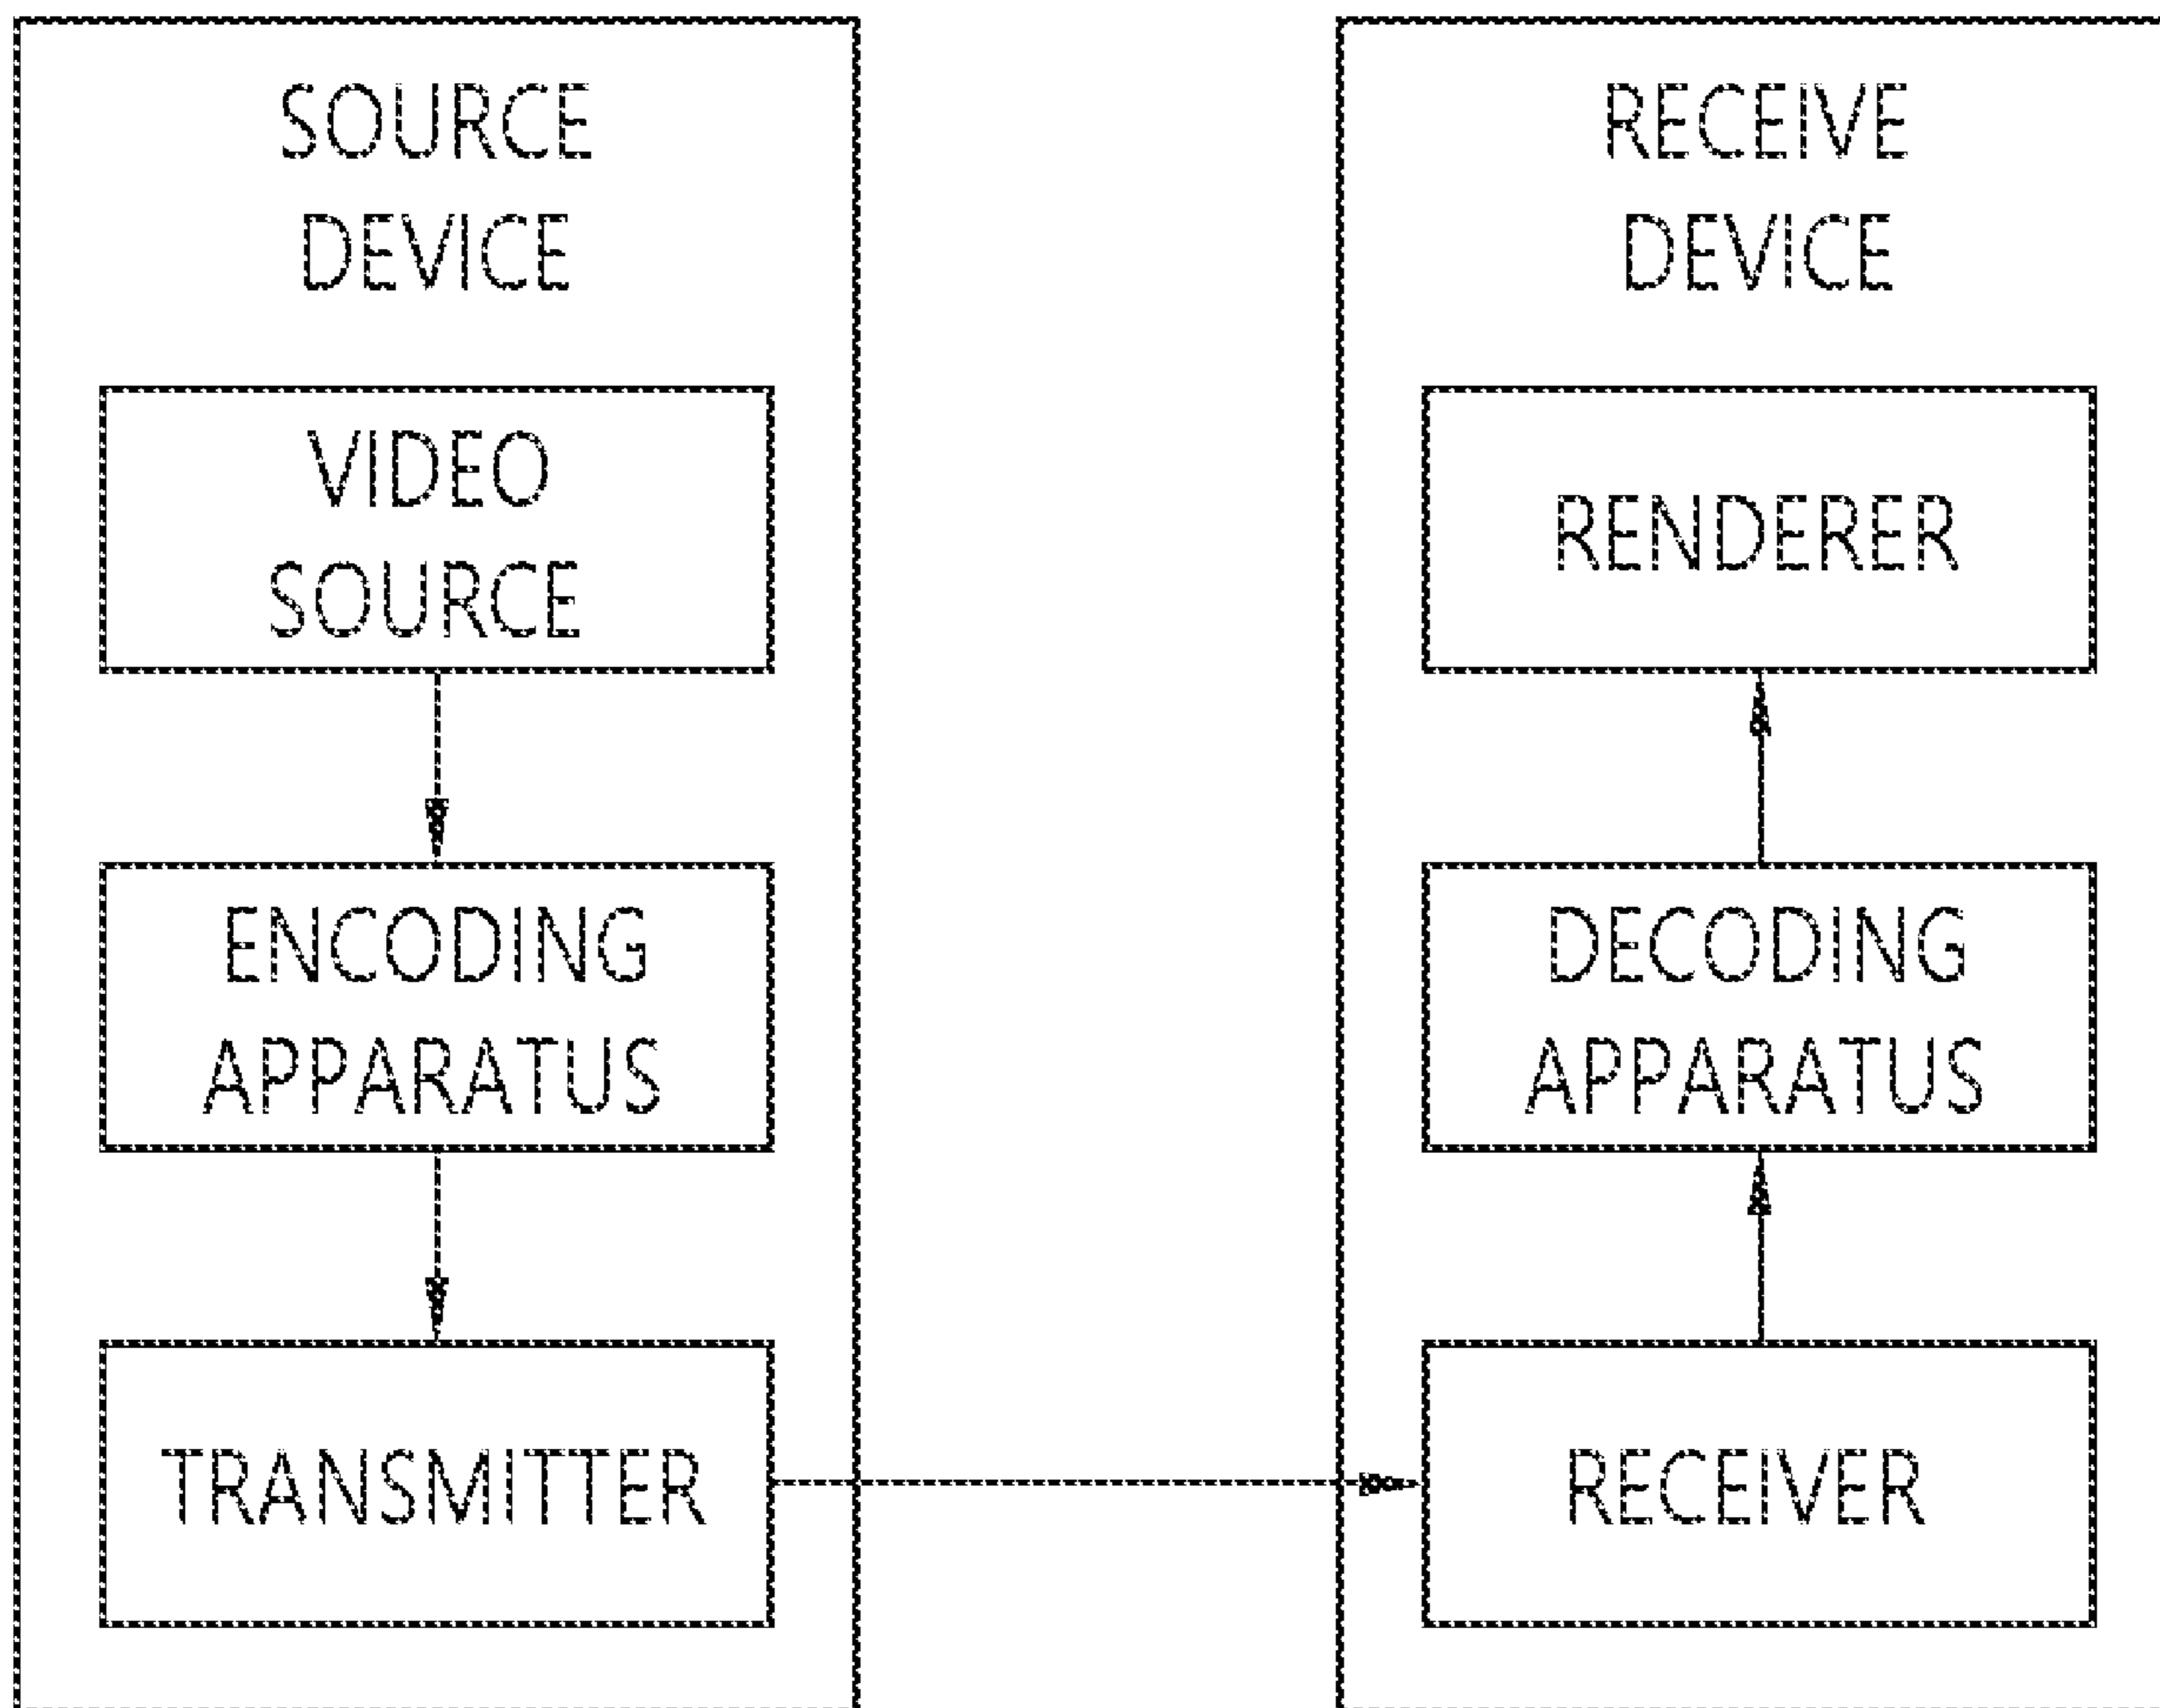 SOURCE
DEVICE
VIDEO
SOURCE
ENCODING
APPARATUS
TRANSMITTER
RECEIVE
DEVICE
RENDERER
DECODING
APPARATUS
RECEIVER